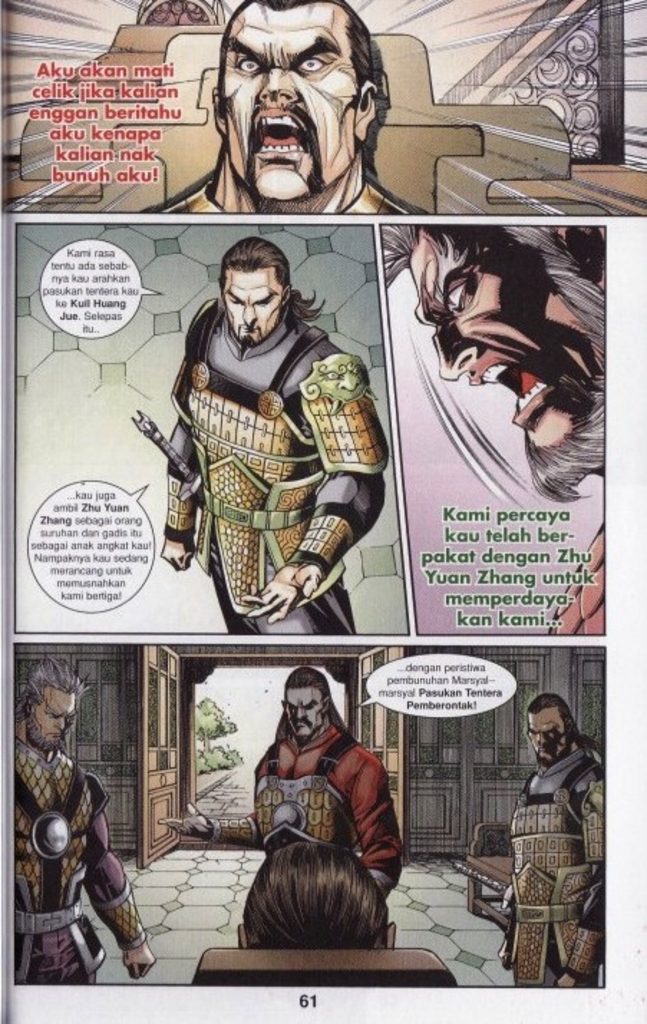 Aku akan mati
celik jika kalian
enggan beritahu
aku kenapa
kalian nak
bunuh aku!
Kami rasa
tentu ada sebab-
nya kau arahkan
pasukan tentera kau
ke Kuil Huang
Jue. Selepas
itu..
...kau juga
ambil Zhu Yuan
Zhang sebagai orang
suruhan dan tentera itu
sebagai anak angkat kau!
Nampaknya kau sedang
merancang untuk
memusnahkan
kami bertiga!
Kami percaya
kau telah ber-
pakat dengan Zhu
Yuan Zhang untuk
memperdaya-
kan kami...
...dengan peristiwa
pembunuhan Marsyal-
marsyal Pasukan Tentera
Pemberontak!
61